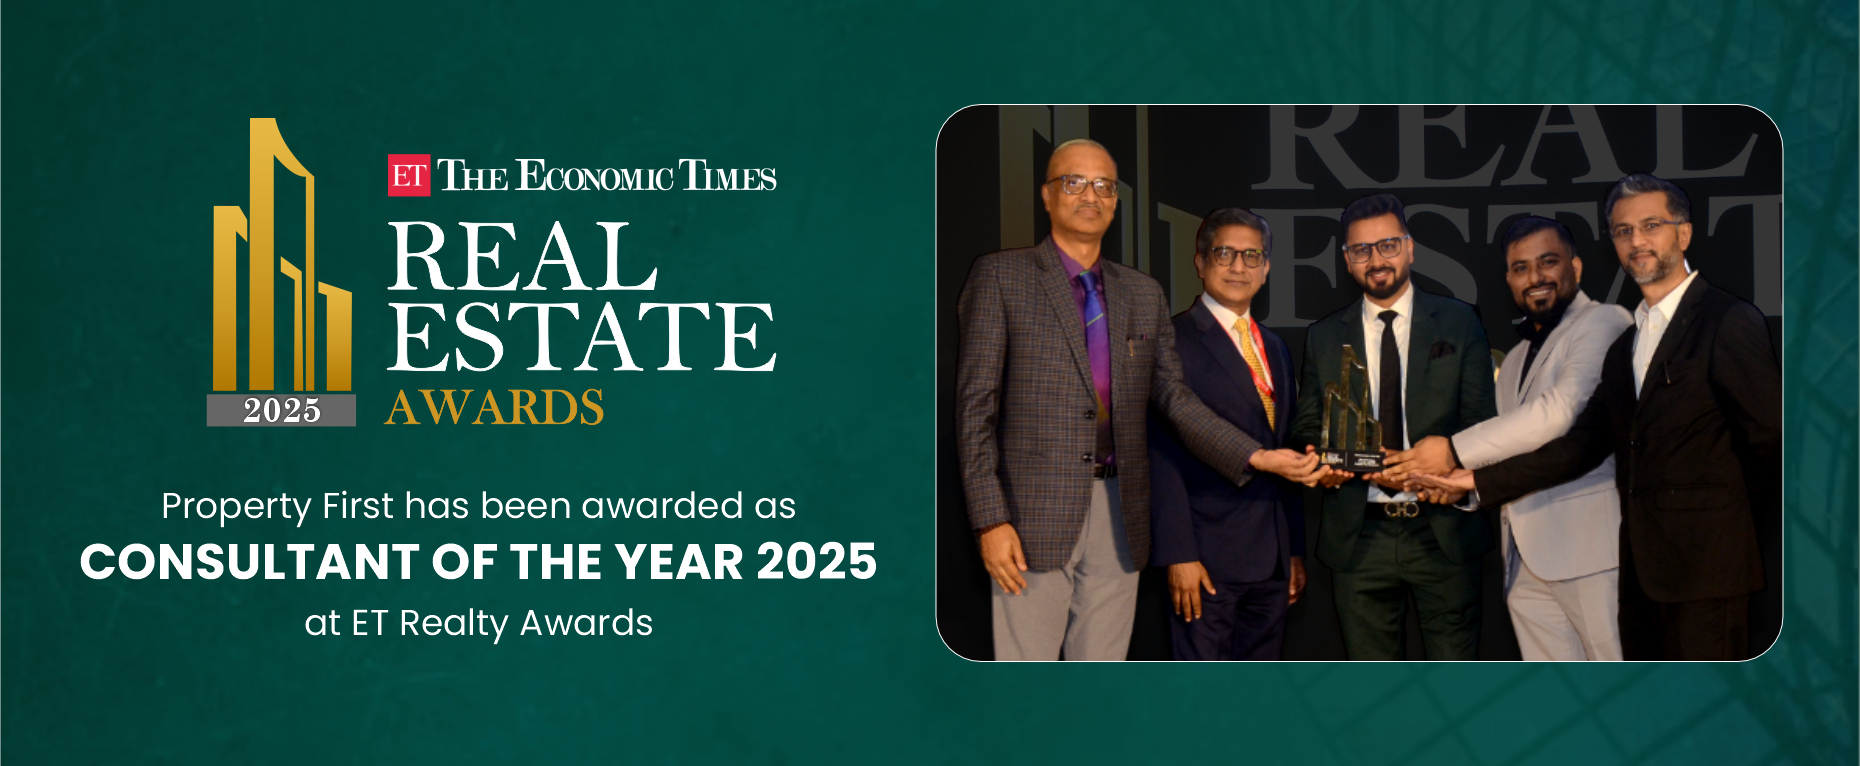 ET THE ECONOMIC TIMES
REAL
ESTATE
AWARDS
2025
Property First has been awarded as
CONSULTANT OF THE YEAR 2025
at ET Realty Awards
REAL
ESTAT